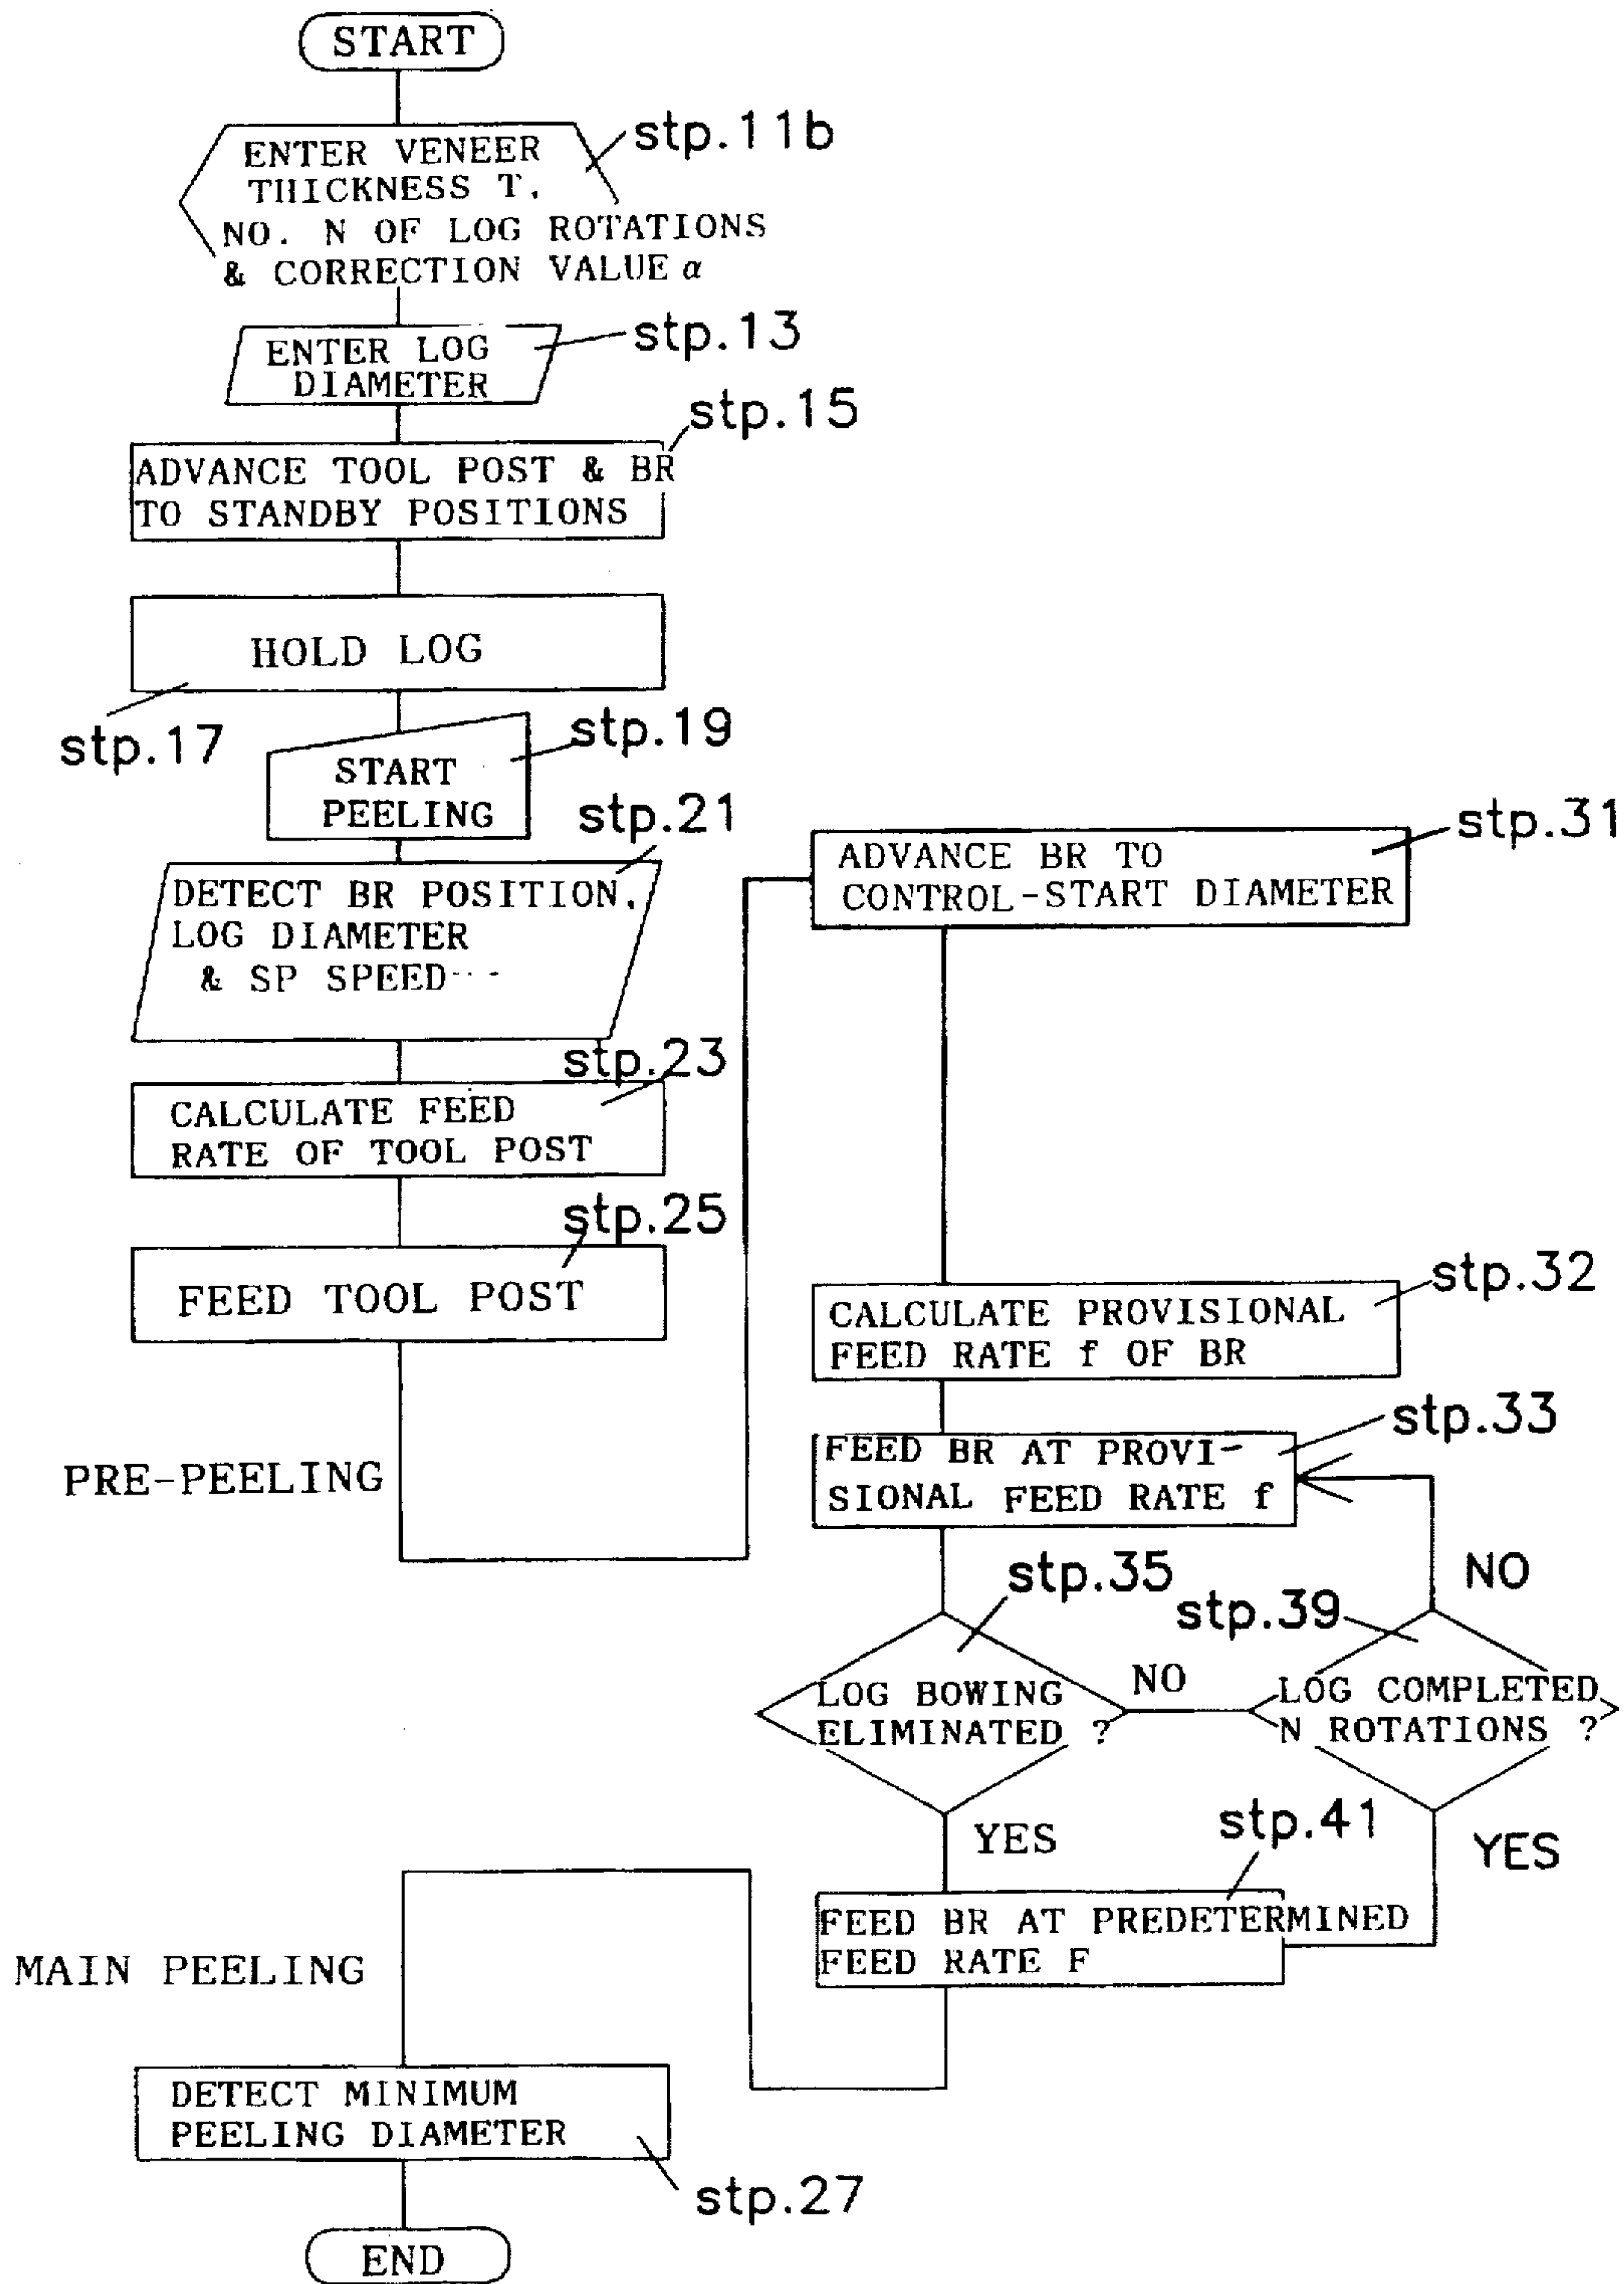 START
stp.11b
ENTER VENEER
THICKNESS T.
NO. N OF LOG ROTATIONS
& CORRECTION VALUE α
stp.13
ENTER LOG
DIAMETER
stp.15
ADVANCE TOOL POST & BR
TO STANDBY POSITIONS
HOLD LOG
stp.17
stp.19
START
PEELING
stp.21
DETECT BR POSITION.
LOG DIAMETER
& SP SPEED
stp.23
CALCULATE FEED
RATE OF TOOL POST
stp.25
FEED TOOL POST
PRE-PEELING
stp.31
ADVANCE BR TO
CONTROL-START DIAMETER
stp.32
CALCULATE PROVISIONAL
FEED RATE f OF BR
stp.33
FEED BR AT PROVI-
SIONAL FEED RATE f
stp.35
LOG BOWING
ELIMINATED ?
NO
stp.39
NO
LOG COMPLETED
N ROTATIONS ?
YES
YES
stp.41
FEED BR AT PREDETERMINED
FEED RATE F
MAIN PEELING
DETECT MINIMUM
PEELING DIAMETER
stp.27
END